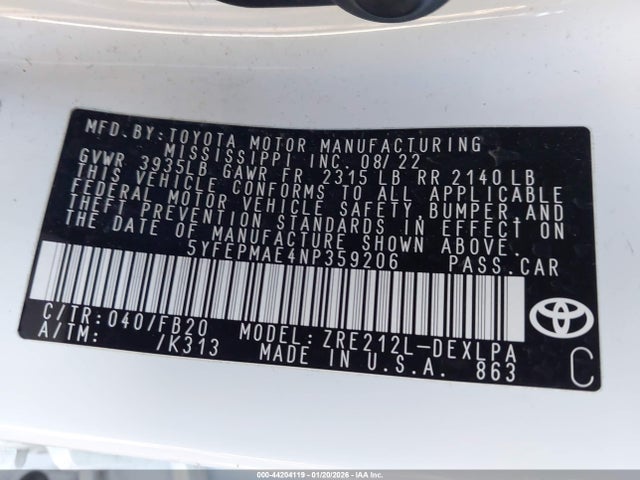 MFD.BY:TOYOTA MOTOR MANUFACTURING
MISSISSIPPI INC. 08/22
GVWR 3935LB GAWR FR 2315 LB RR 2140 LB
THIS VEHICLE CONFORMS TO ALL APPLICABLE
FEDERAL MOTOR VEHICLE SAFETY, BUMPER, AND
THEFT PREVENTION STANDARDS IN EFFECT ON
THE DATE OF MANUFACTURE SHOWN ABOVE.
5YFEPMAE4NP359206 PASS.CAR
C/TR: 040/FB20 MODEL: ZRE212L-DEXLPA
A/TM: /K313 MADE IN U.S.A. 863
C
000-44204119 - 01/20/2026 - IAA Inc.